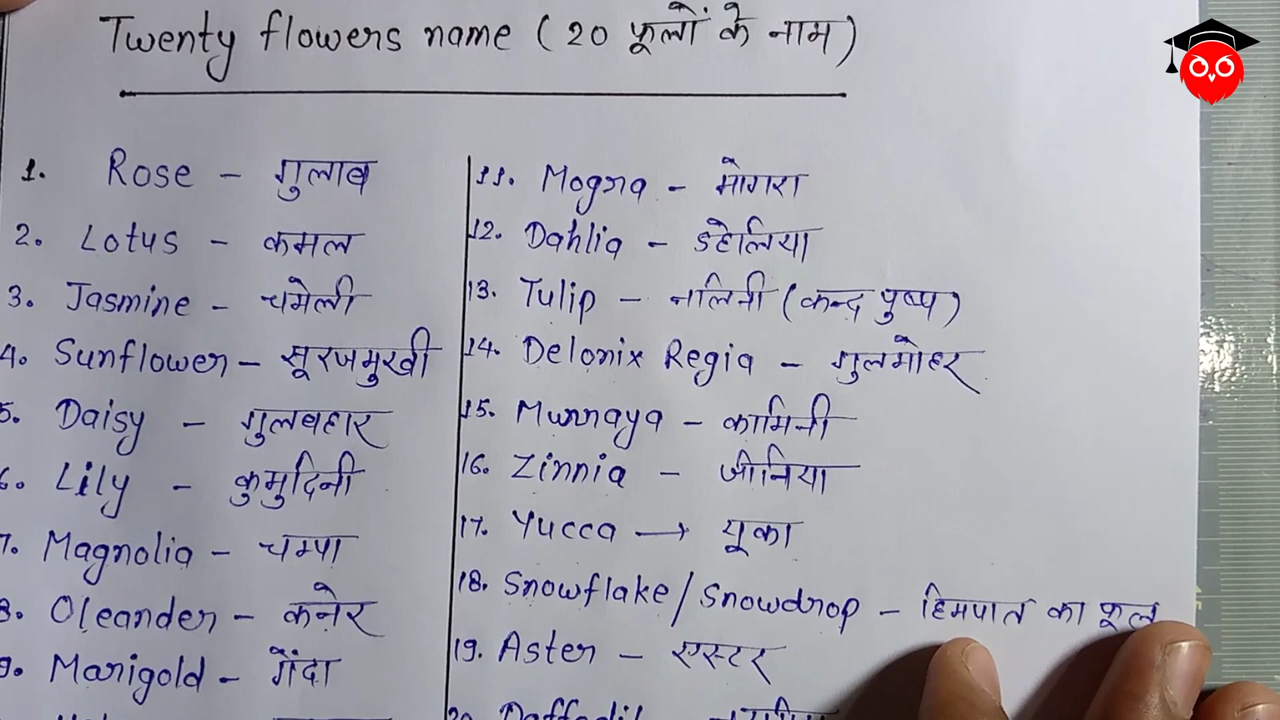 Twenty flowers name (20 फूलों के नाम)
1. Rose - गुलाब
2. Lotus - कमल
3. Jasmine - चमेली
4. Sunflower - सूरजमुखी
5. Daisy - गुलबहार
6. Lily - कुमुदिनी
7. Magnolia - चम्पा
8. Oleander - कनेर
9. Marigold - गेंदा
11. Mogra - मोगरा
12. Dahlia - डहेलिया
13. Tulip - नलिनी (कन्द पुष्प)
14. Delonix Regia - गुलमोहर
15. Murraya - कामिनी
16. Zinnia - जीनिया
17. Yucca → यूका
18. Snowflake/Snowdrop - हिमपात का फूल
19. Aster - एस्टर
20. Daffodil -